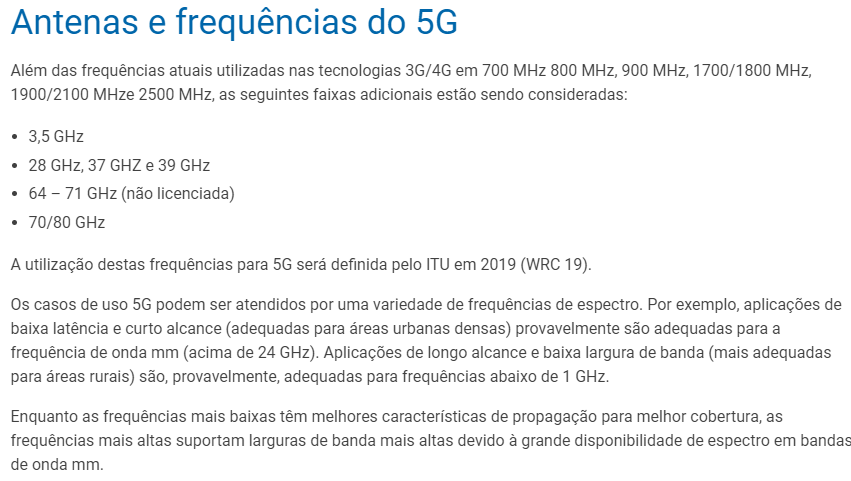 Antenas e frequências do 5G
Além das frequências atuais utilizadas nas tecnologias 3G/4G em 700 MHz 800 MHz, 900 MHz, 1700/1800 MHz,
1900/2100 MHze 2500 MHz, as seguintes faixas adicionais estão sendo consideradas:
• 3,5 GHz
• 28 GHz, 37 GHZ e 39 GHz
• 64 – 71 GHz (não licenciada)
• 70/80 GHz
A utilização destas frequências para 5G será definida pelo ITU em 2019 (WRC 19).
Os casos de uso 5G podem ser atendidos por uma variedade de frequências de espectro. Por exemplo, aplicações de
baixa latência e curto alcance (adequadas para áreas urbanas densas) provavelmente são adequadas para a
frequência de onda mm (acima de 24 GHz). Aplicações de longo alcance e baixa largura de banda (mais adequadas
para áreas rurais) são, provavelmente, adequadas para frequências abaixo de 1 GHz.
Enquanto as frequências mais baixas têm melhores características de propagação para melhor cobertura, as
frequências mais altas suportam larguras de banda mais altas devido à grande disponibilidade de espectro em bandas
de onda mm.